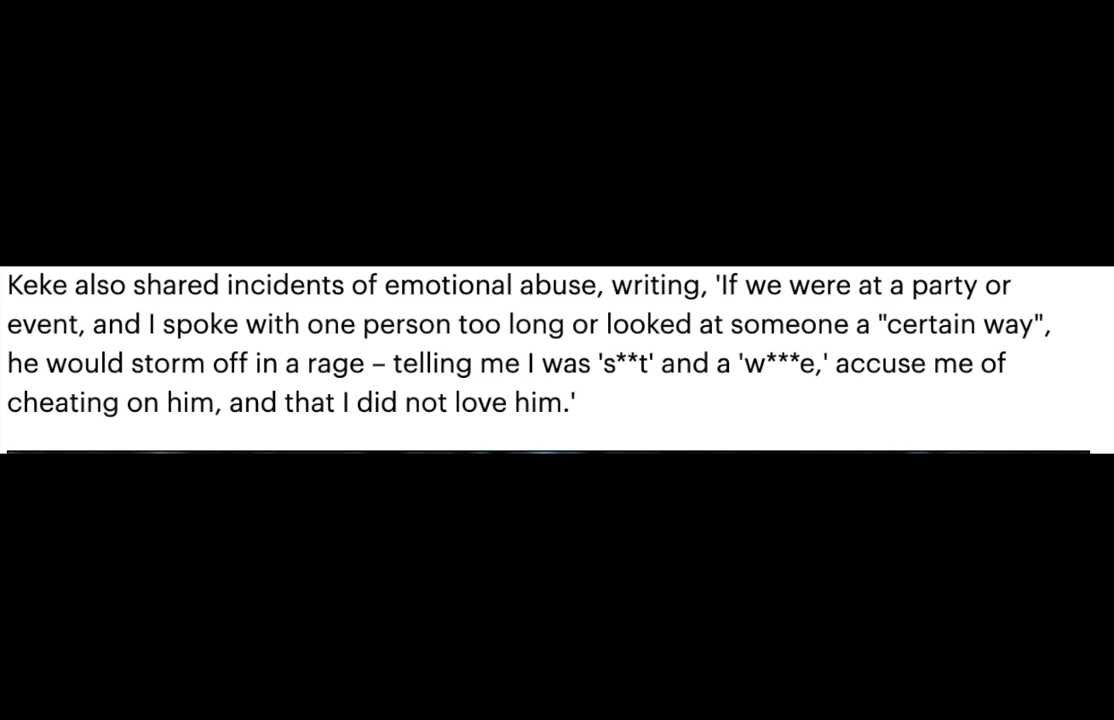 Keke also shared incidents of emotional abuse, writing, 'If we were at a party or
event, and I spoke with one person too long or looked at someone a "certain way",
he would storm off in a rage – telling me I was 's**t' and a 'w***e,' accuse me of
cheating on him, and that I did not love him.'